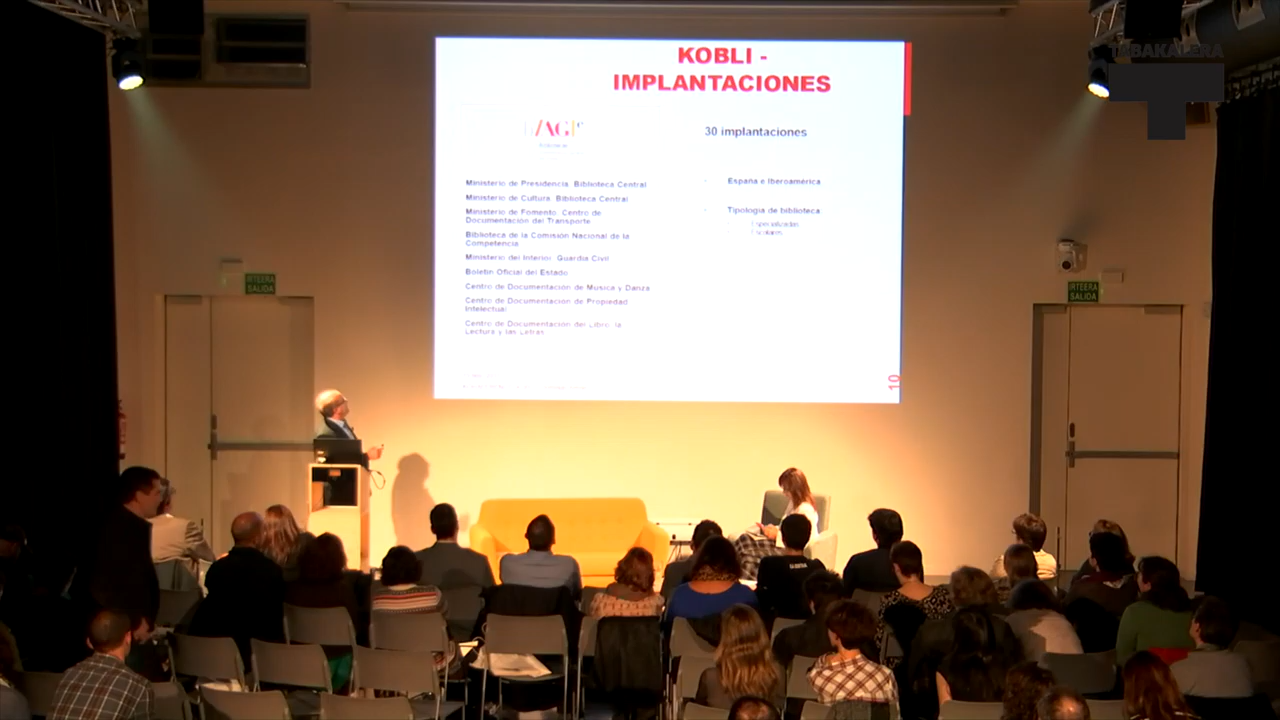 KOBLI -
IMPLANTACIONES
30 implantaciones
Ministerio de Presidencia. Biblioteca Central
Ministerio de Cultura. Biblioteca Central
Ministerio de Fomento. Centro de
Documentación del Transporte
Biblioteca de la Comisión Nacional de la
Competencia
Ministerio del Interior. Guardia Civil
Boletín Oficial del Estado
Centro de Documentación de Música y Danza
Centro de Documentación de Propiedad
Intelectual
Centro de Documentación del Libro, la
Lectura y las Letras
España e Iberoamérica
Tipología de biblioteca
Especializadas
Escolares
10
TABAKALERA
IRTEERA
SALIDA
IRTEERA
SALIDA